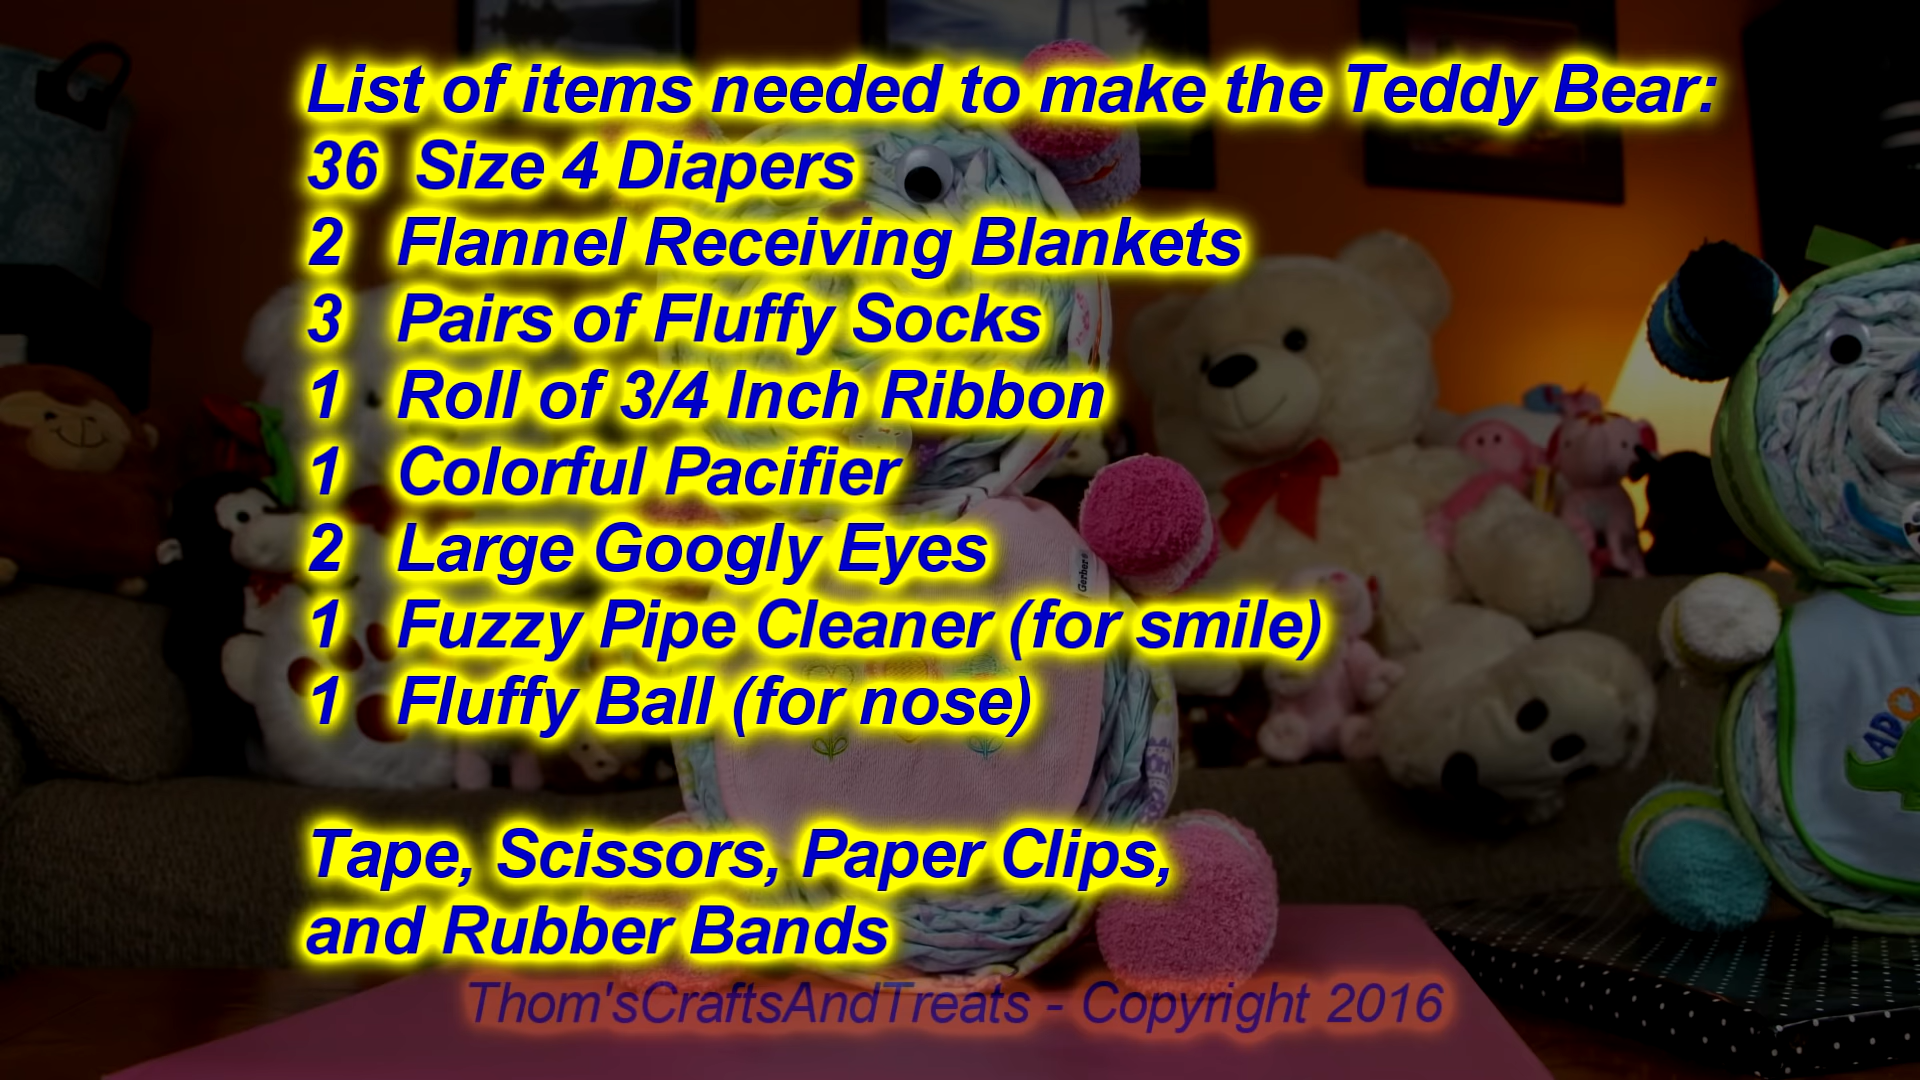 List of items needed to make the Teddy Bear:
36 Size 4 Diapers
2 Flannel Receiving Blankets
3 Pairs of Fluffy Socks
1 Roll of 3/4 Inch Ribbon
1 Colorful Pacifier
2 Large Googly Eyes
1 Fuzzy Pipe Cleaner (for smile)
1 Fluffy Ball (for nose)
Gerber
Tape, Scissors, Paper Clips,
and Rubber Bands
Thom'sCraftsAndTreats - Copyright 2016